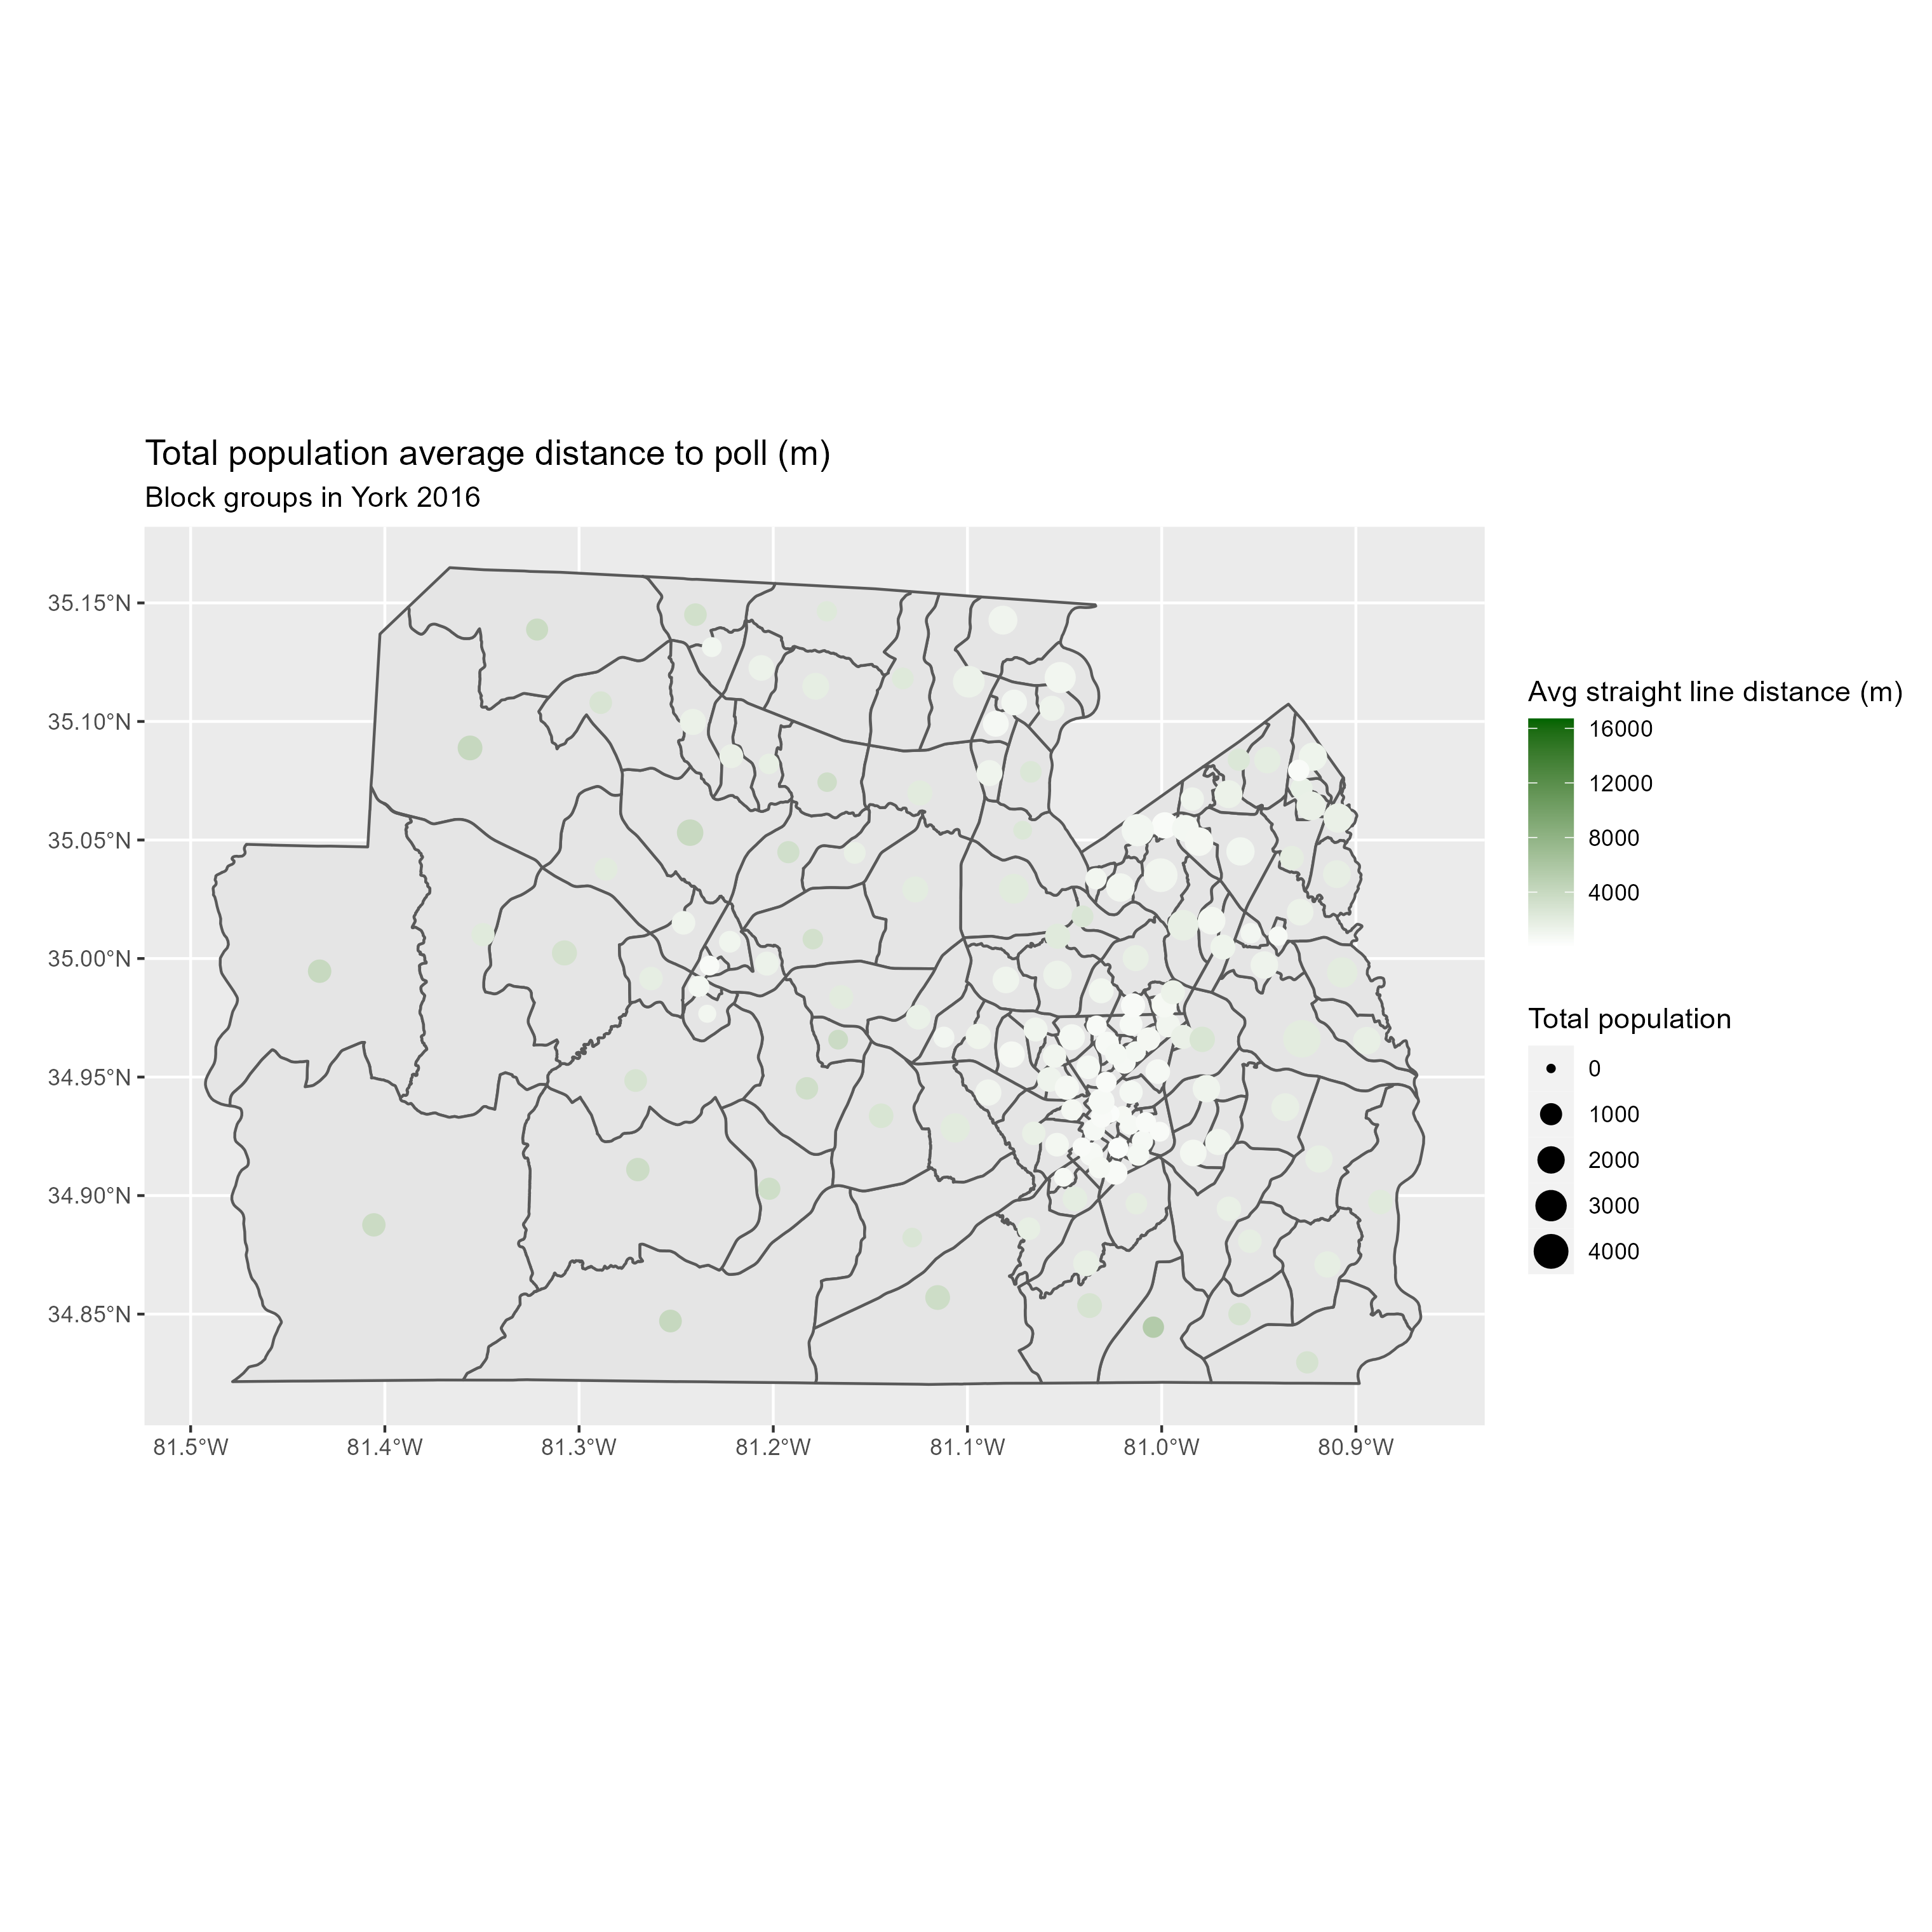 Total population average distance to poll (m)
Block groups in York 2016
35.15°N
35.10°N
35.05°N
35.00°N
34.95°N
34.90°N
34.85°N
81.5°W
81.4°W
81.3°W
81.2°W
81.1°W
81.0°W
80.9°W
Avg straight line distance (m)
16000
12000
8000
4000
Total population
0
1000
2000
3000
4000